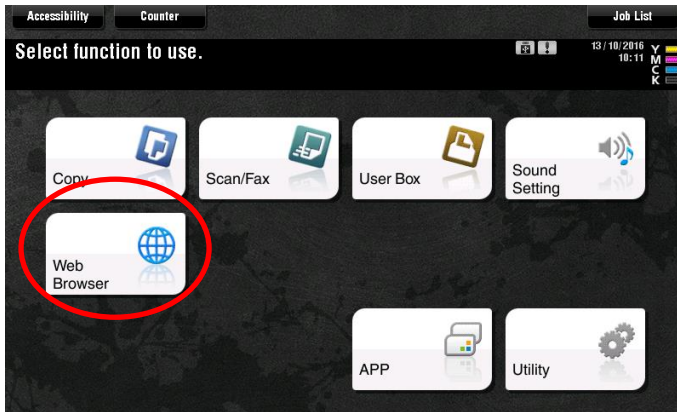 Accessibility
Counter
Job List
Select function to use.
13/10/2016
10:11
Y
M
C
K
Copy
Scan/Fax
User Box
Sound
Setting
Web
Browser
APP
Utility